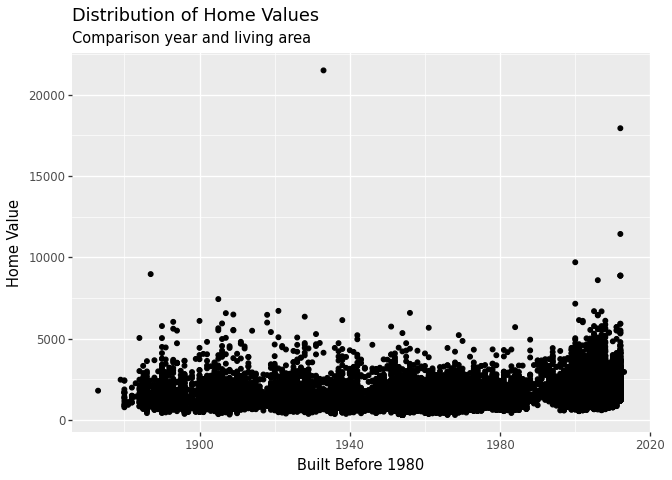 Distribution of Home Values
Comparison year and living area
20000
15000
10000
5000
0
Home Value
1900
1940
1980
2020
Built Before 1980